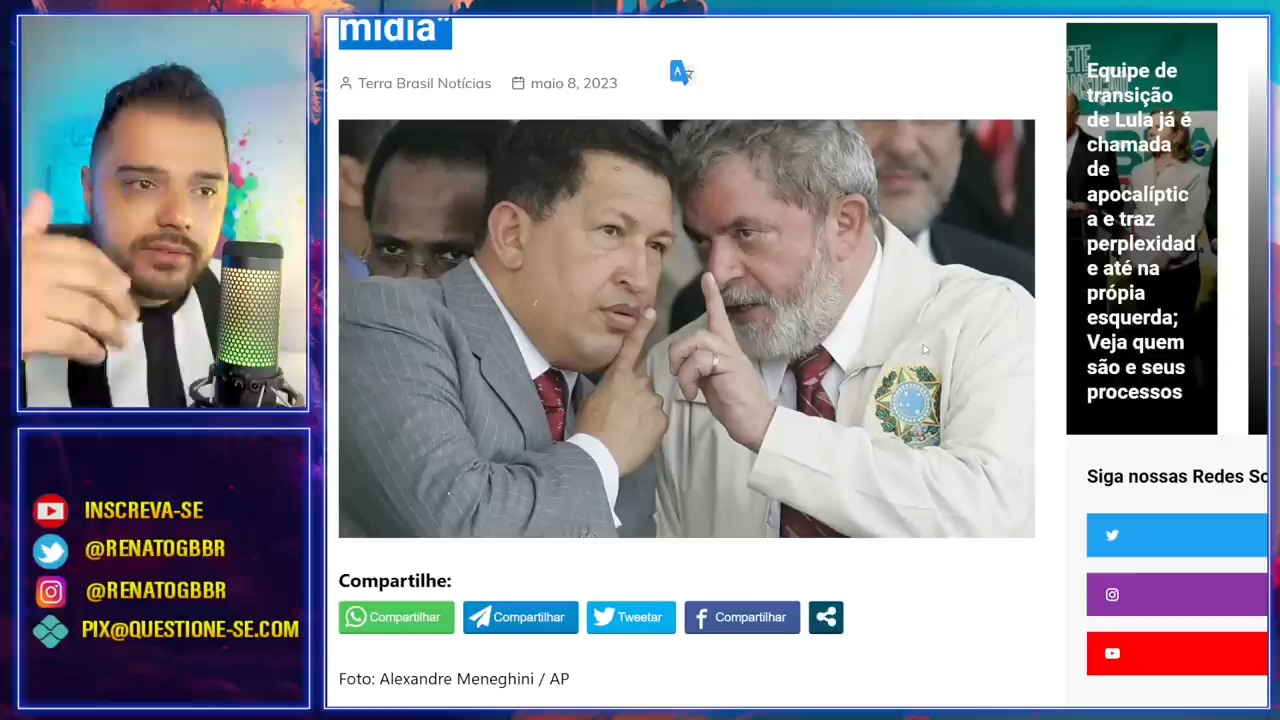 mídia"
Terra Brasil Notícias maio 8, 2023
Equipe de
transição
de Lula já é
chamada
de
apocalíptic
a e traz
perplexidad
e até na
própia
esquerda;
Veja quem
são e seus
processos
Siga nossas Redes So
Compartilhe:
Compartilhar
Compartilhar
Tweetar
Compartilhar
Foto: Alexandre Meneghini / AP
INSCREVA-SE
@RENATOGBBR
@RENATOGBBR
PIX@QUESTIONE-SE.COM